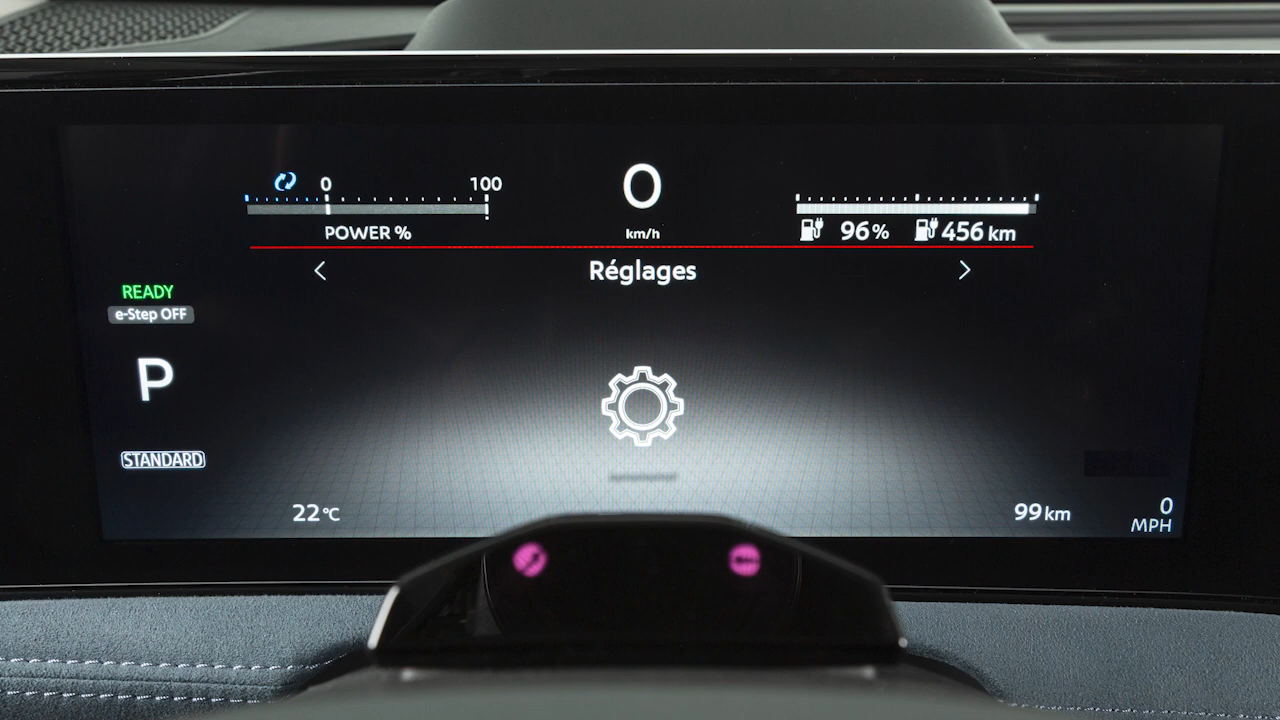 0 100
POWER %
0
km/h
96% 456 km
Réglages
READY
e-Step OFF
P
STANDARD
22°C
99 km
0
MPH